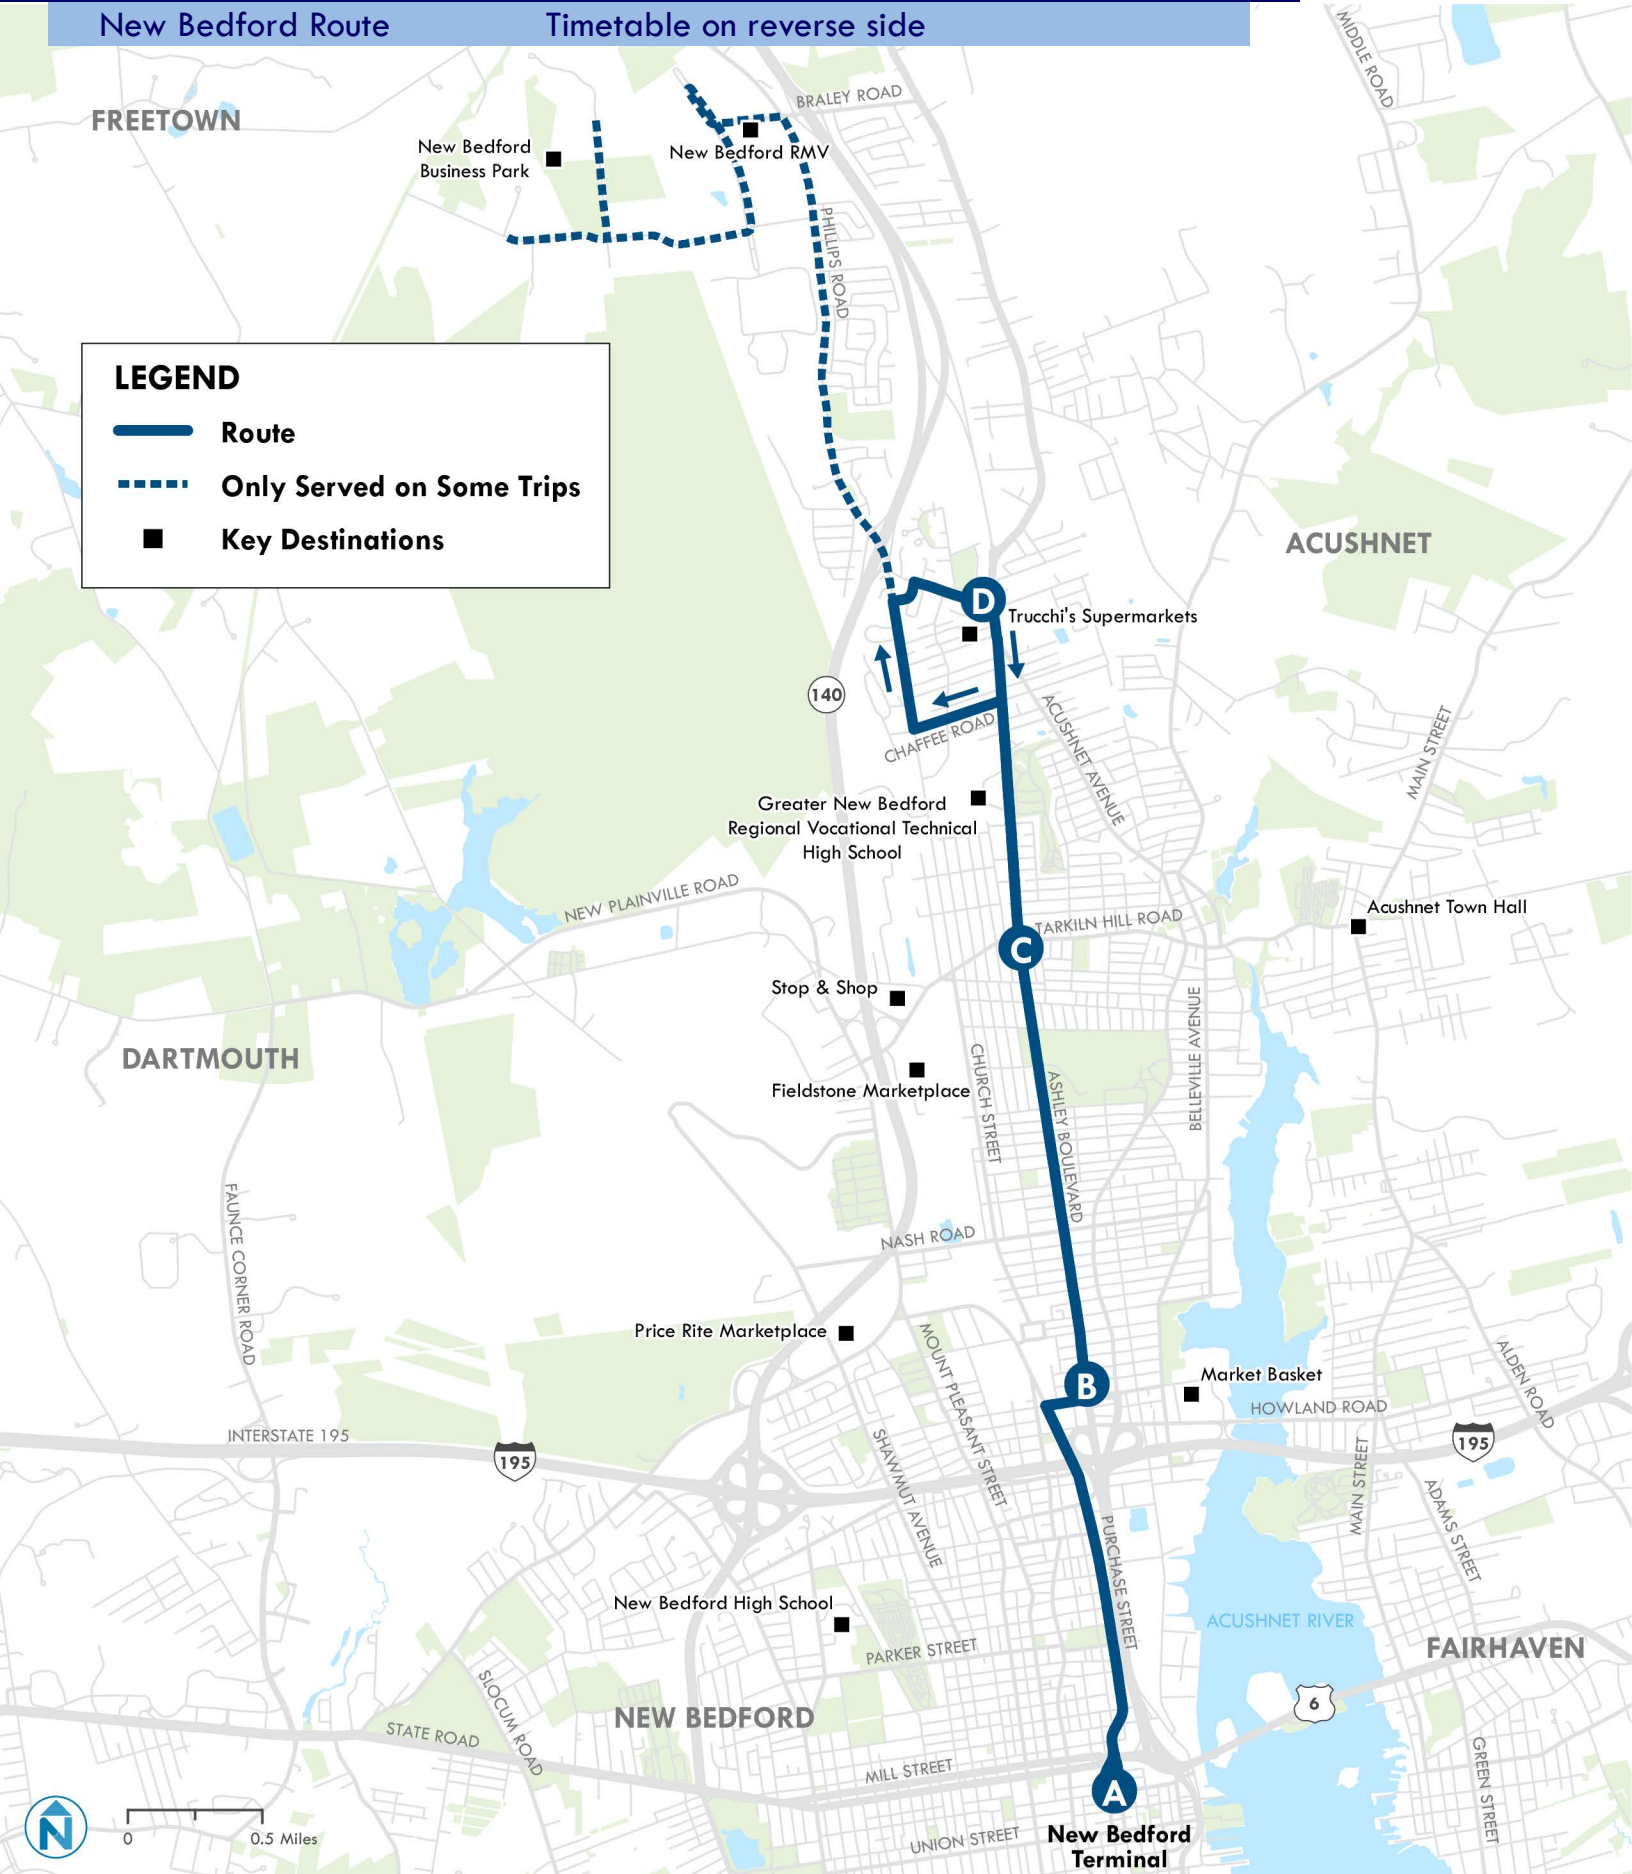 New Bedford Route Timetable on reverse side
MIDDLE ROAD
FREETOWN
BRALEY ROAD
New Bedford
Business Park
New Bedford RMV
PHILLIPS ROAD
LEGEND
Route
Only Served on Some Trips
Key Destinations
ACUSHNET
D
Trucchi's Supermarkets
140
CHAFFEE ROAD
ACUSHNET AVENUE
MAIN STREET
Greater New Bedford
Regional Vocational Technical
High School
NEW PLAINVILLE ROAD
TARKILN HILL ROAD
Acushnet Town Hall
C
Stop & Shop
BELLEVILLE AVENUE
DARTMOUTH
CHURCH STREET
ASHLEY BOULEVARD
Fieldstone Marketplace
FAUNCE CORNER ROAD
NASH ROAD
Price Rite Marketplace
MOUNT PLEASANT STREET
ALDEN ROAD
B
Market Basket
HOWLAND ROAD
INTERSTATE 195
195
195
SHAWMUT AVENUE
MAIN STREET
ADAMS STREET
PURCHASE STREET
New Bedford High School
ACUSHNET RIVER
PARKER STREET
FAIRHAVEN
SLOCUM ROAD
NEW BEDFORD
6
STATE ROAD
MILL STREET
GREEN STREET
A
N
0 0.5 Miles
UNION STREET
New Bedford
Terminal